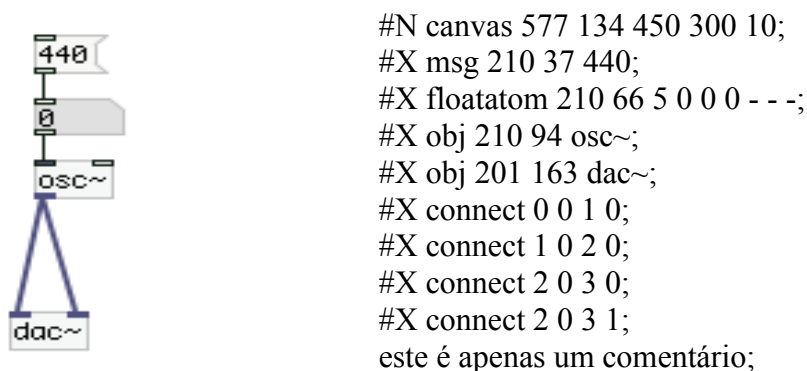 440
0
osc~
dac~
#N canvas 577 134 450 300 10;
#X msg 210 37 440;
#X floatatom 210 66 5 0 0 0 - - -;
#X obj 210 94 osc~;
#X obj 201 163 dac~;
#X connect 0 0 1 0;
#X connect 1 0 2 0;
#X connect 2 0 3 0;
#X connect 2 0 3 1;
este é apenas um comentário;